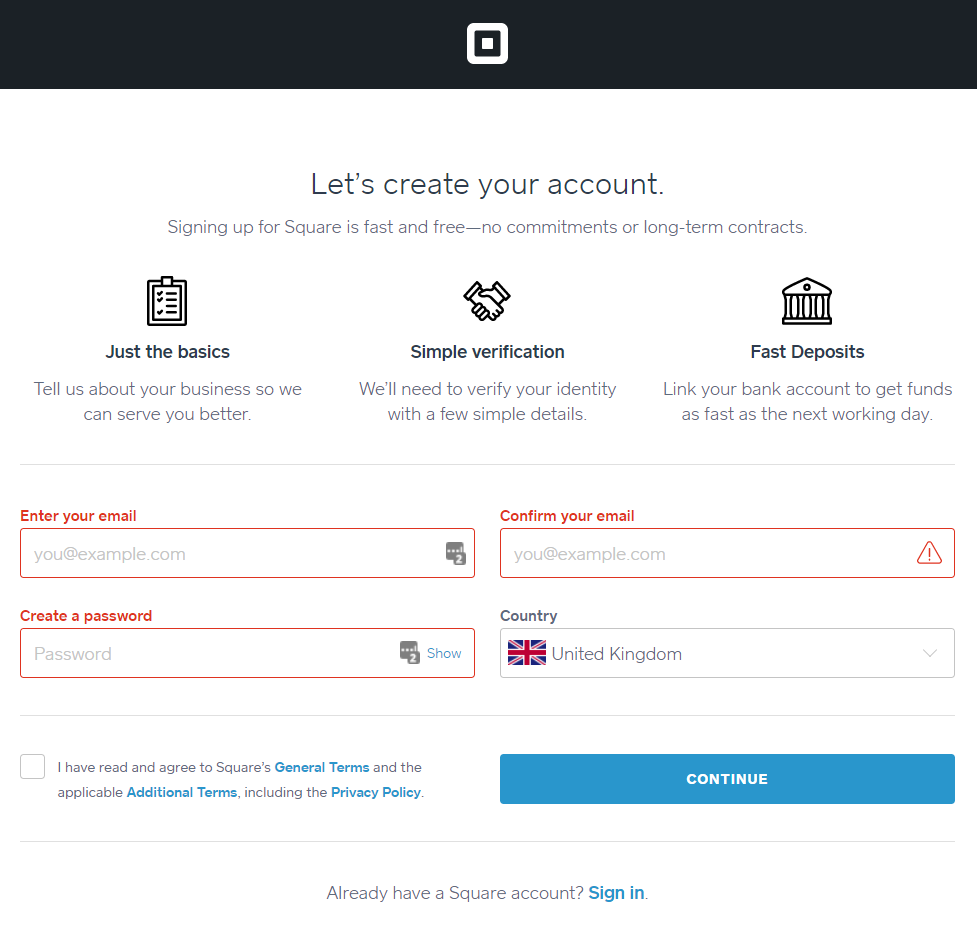 Let's create your account.
Signing up for Square is fast and free—no commitments or long-term contracts.
Just the basics
Tell us about your business so we
can serve you better.
Simple verification
We'll need to verify your identity
with a few simple details.
Fast Deposits
Link your bank account to get funds
as fast as the next working day.
Enter your email
you@example.com
2
Confirm your email
you@example.com
Create a password
Password
2
Show
Country
United Kingdom
I have read and agree to Square's General Terms and the
applicable Additional Terms, including the Privacy Policy.
CONTINUE
Already have a Square account? Sign in.